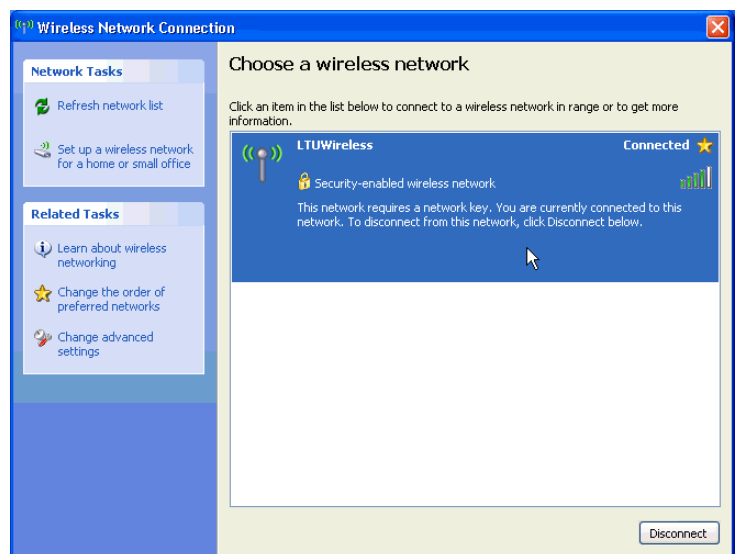 Wireless Network Connection
Network Tasks
Refresh network list
Set up a wireless network
for a home or small office
Related Tasks
Learn about wireless
networking
Change the order of
preferred networks
Change advanced
settings
Choose a wireless network
Click an item in the list below to connect to a wireless network in range or to get more
information.
LTUWireless Connected
Security-enabled wireless network
This network requires a network key. You are currently connected to this
network. To disconnect from this network, click Disconnect below.
Disconnect